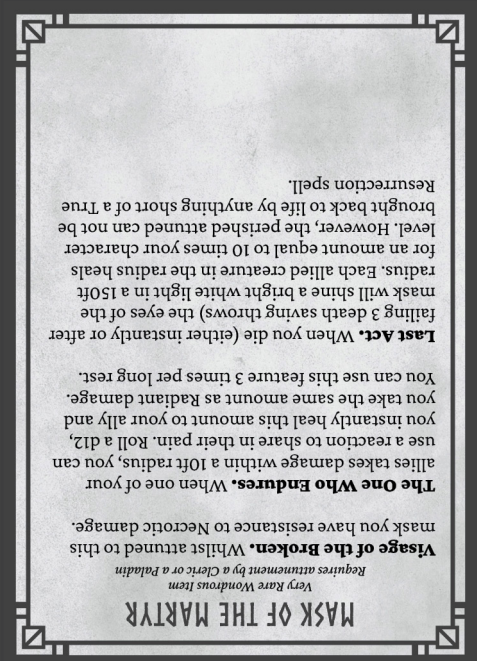 MASK OF THE MARTYR
Very Rare Wondrous Item
Requires attunement by a Cleric or a Paladin
Visage of the Broken. Whilst attuned to this
mask you have resistance to Necrotic damage.
The One Who Endures. When one of your
allies takes damage within a 10ft radius, you can
use a reaction to share in their pain. Roll a d12,
you instantly heal this amount to your ally and
you take the same amount as Radiant damage.
You can use this feature 3 times per long rest.
Last Act. When you die (either instantly or after
failing 3 death saving throws) the eyes of the
mask will shine a bright white light in a 150ft
radius. Each allied creature in the radius heals
for an amount equal to 10 times your character
level. However, the perished attuned can not be
brought back to life by anything short of a True
Resurrection spell.